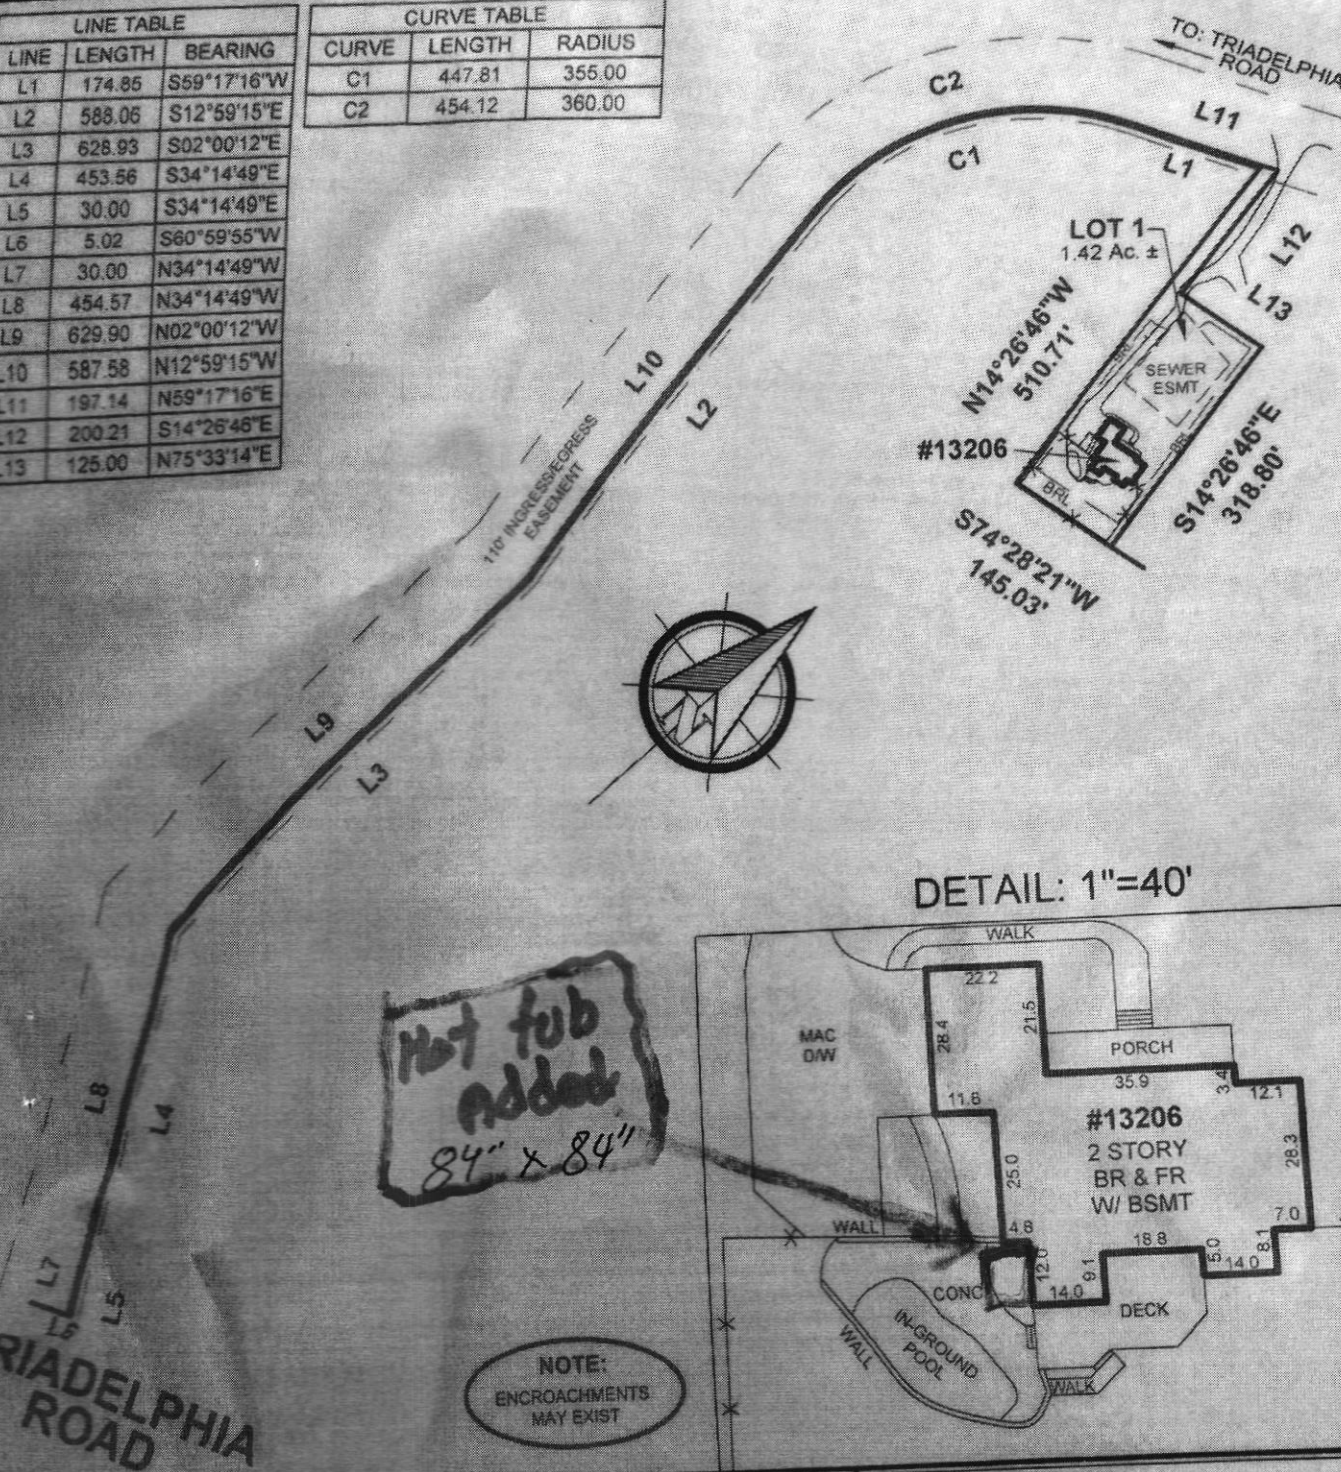 LINE TABLE
LINE LENGTH BEARING
L1 174.85 S59°17'16"W
L2 588.06 S12°59'15"E
L3 628.93 S02°00'12"E
L4 453.56 S34°14'49"E
L5 30.00 S34°14'49"E
L6 5.02 S60°59'55"W
L7 30.00 N34°14'49"W
L8 454.57 N34°14'49"W
L9 629.90 N02°00'12"W
L10 587.58 N12°59'15"W
L11 197.14 N59°17'16"E
L12 200.21 S14°26'46"E
L13 125.00 N75°33'14"E
CURVE TABLE
CURVE LENGTH RADIUS
C1 447.81 355.00
C2 454.12 360.00
TO: TRIADELPHIA
ROAD
C2
L11
C1
L1
LOT 1
1.42 Ac. ±
L12
L13
N14°26'46"W
510.71'
BRL
SEWER
ESMT
L10
L2
#13206
BRL
BRL
S14°26'46"E
318.80'
110' INGRESS/EGRESS
EASEMENT
S74°28'21"W
145.03'
N
L9
L3
L8
L4
L7
L5
L6
TRIADELPHIA
ROAD
Hot tub
Added
84" x 84"
NOTE:
ENCROACHMENTS
MAY EXIST
DETAIL: 1"=40'
WALK
22.2
21.5
28.4
MAC
D/W
PORCH
35.9
3.4
12.1
11.6
#13206
2 STORY
BR & FR
W/ BSMT
25.0
28.3
4.8
7.0
WALL
18.8
5.0
8.1
14.0
12.0
9.1
14.0
CONC
DECK
IN-GROUND
POOL
WALL
WALK